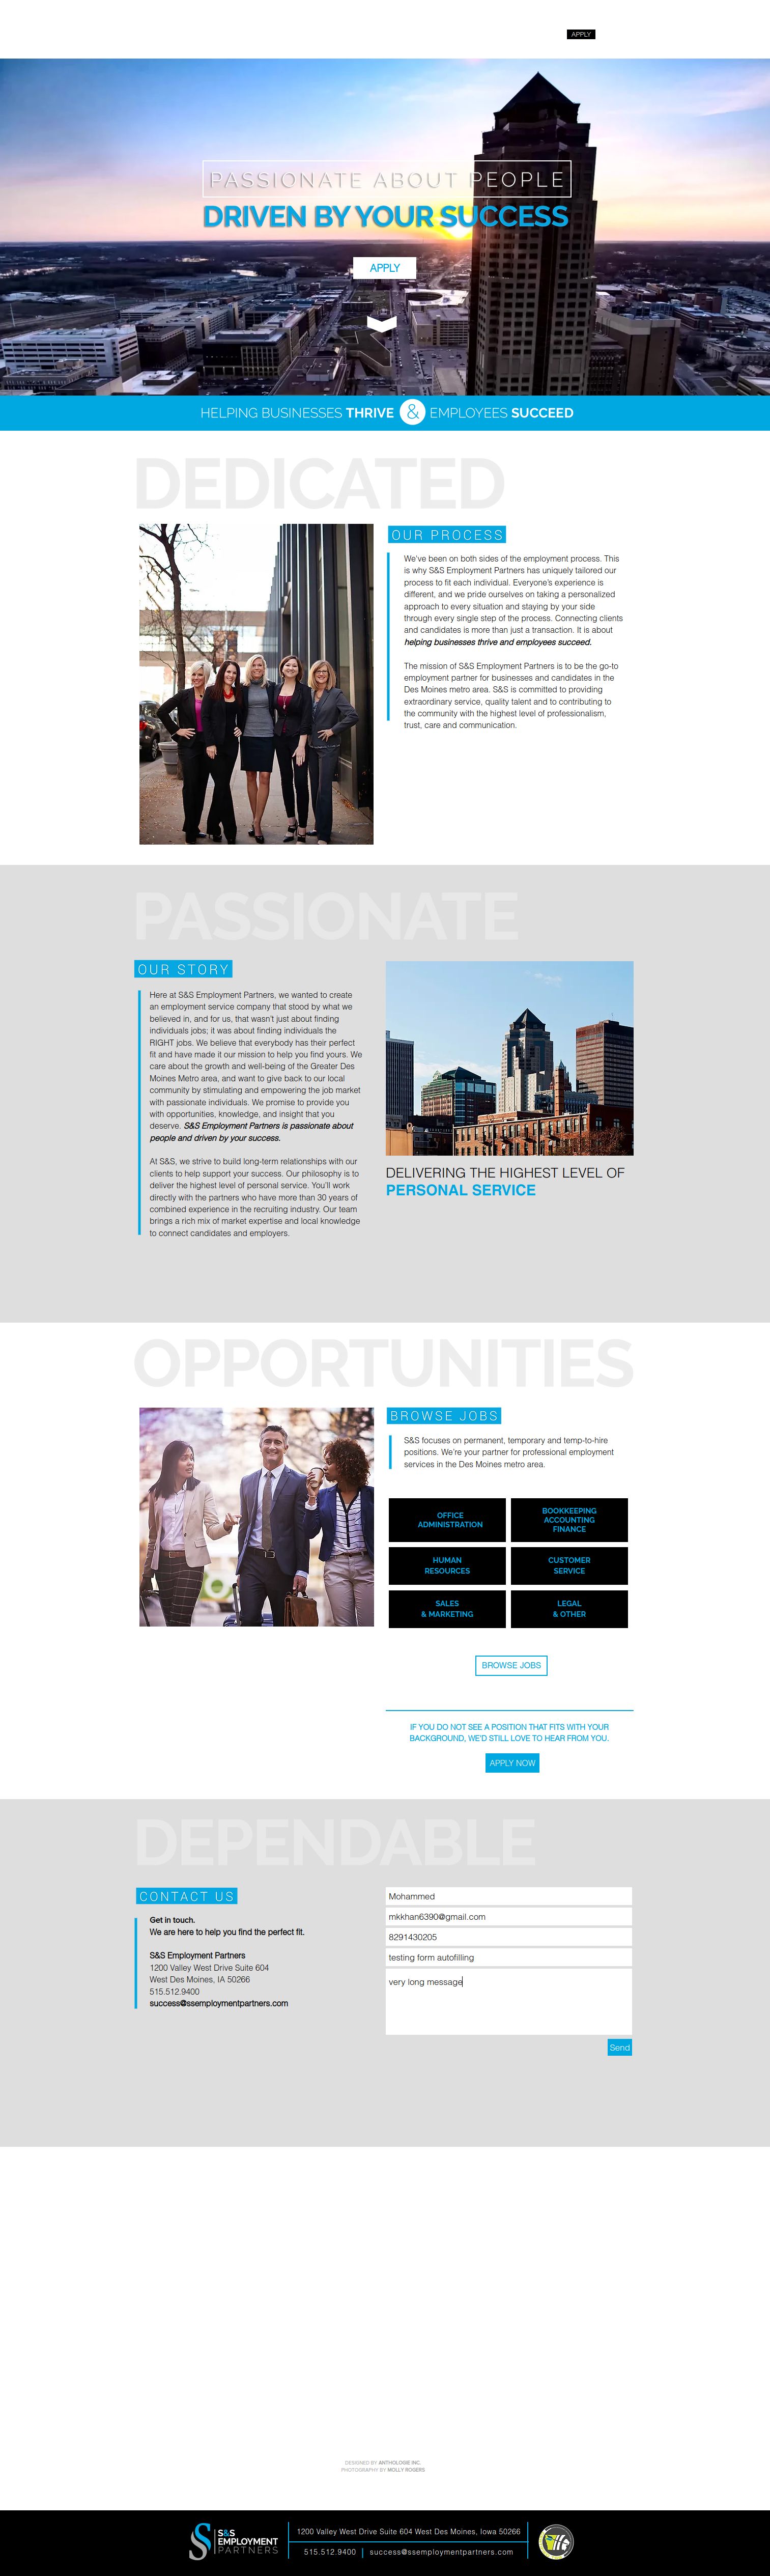 APPLY
PASSIONATE ABOUT PEOPLE
DRIVEN BY YOUR SUCCESS
APPLY
HELPING BUSINESSES THRIVE & EMPLOYEES SUCCEED
DEDICATED
OUR PROCESS
We've been on both sides of the employment process. This
is why S&S Employment Partners has uniquely tailored our
process to fit each individual. Everyone's experience is
different, and we pride ourselves on taking a personalized
approach to every situation and staying by your side
through every single step of the process. Connecting clients
and candidates is more than just a transaction. It is about
helping businesses thrive and employees succeed.
The mission of S&S Employment Partners is to be the go-to
employment partner for businesses and candidates in the
Des Moines metro area. S&S is committed to providing
extraordinary service, quality talent and to contributing to
the community with the highest level of professionalism,
trust, care and communication.
PASSIONATE
OUR STORY
Here at S&S Employment Partners, we wanted to create
an employment service company that stood by what we
believed in, and for us, that wasn't just about finding
individuals jobs; it was about finding individuals the
RIGHT jobs. We believe that everybody has their perfect
fit and have made it our mission to help you find yours. We
care about the growth and well-being of the Greater Des
Moines Metro area, and want to give back to our local
community by stimulating and empowering the job market
with passionate individuals. We promise to provide you
with opportunities, knowledge, and insight that you
deserve. S&S Employment Partners is passionate about
people and driven by your success.
At S&S, we strive to build long-term relationships with our
clients to help support your success. Our philosophy is to
deliver the highest level of personal service. You'll work
directly with the partners who have more than 30 years of
combined experience in the recruiting industry. Our team
brings a rich mix of market expertise and local knowledge
to connect candidates and employers.
DELIVERING THE HIGHEST LEVEL OF
PERSONAL SERVICE
OPPORTUNITIES
BROWSE JOBS
S&S focuses on permanent, temporary and temp-to-hire
positions. We're your partner for professional employment
services in the Des Moines metro area.
OFFICE
ADMINISTRATION
BOOKKEEPING
ACCOUNTING
FINANCE
HUMAN
RESOURCES
CUSTOMER
SERVICE
SALES
& MARKETING
LEGAL
& OTHER
BROWSE JOBS
IF YOU DO NOT SEE A POSITION THAT FITS WITH YOUR
BACKGROUND, WE'D STILL LOVE TO HEAR FROM YOU.
APPLY NOW
DEPENDABLE
CONTACT US
Get in touch.
We are here to help you find the perfect fit.
S&S Employment Partners
1200 Valley West Drive Suite 604
West Des Moines, IA 50266
515.512.9400
success@ssemploymentpartners.com
Mohammed
mkkhan6390@gmail.com
8291430205
testing form autofilling
very long message
Send
DESIGNED BY ANTHOLOGIE INC.
PHOTOGRAPHY BY MOLLY ROGERS
S&S
EMPLOYMENT
PARTNERS
1200 Valley West Drive Suite 604 West Des Moines, Iowa 50266
515.512.9400 | success@ssemploymentpartners.com